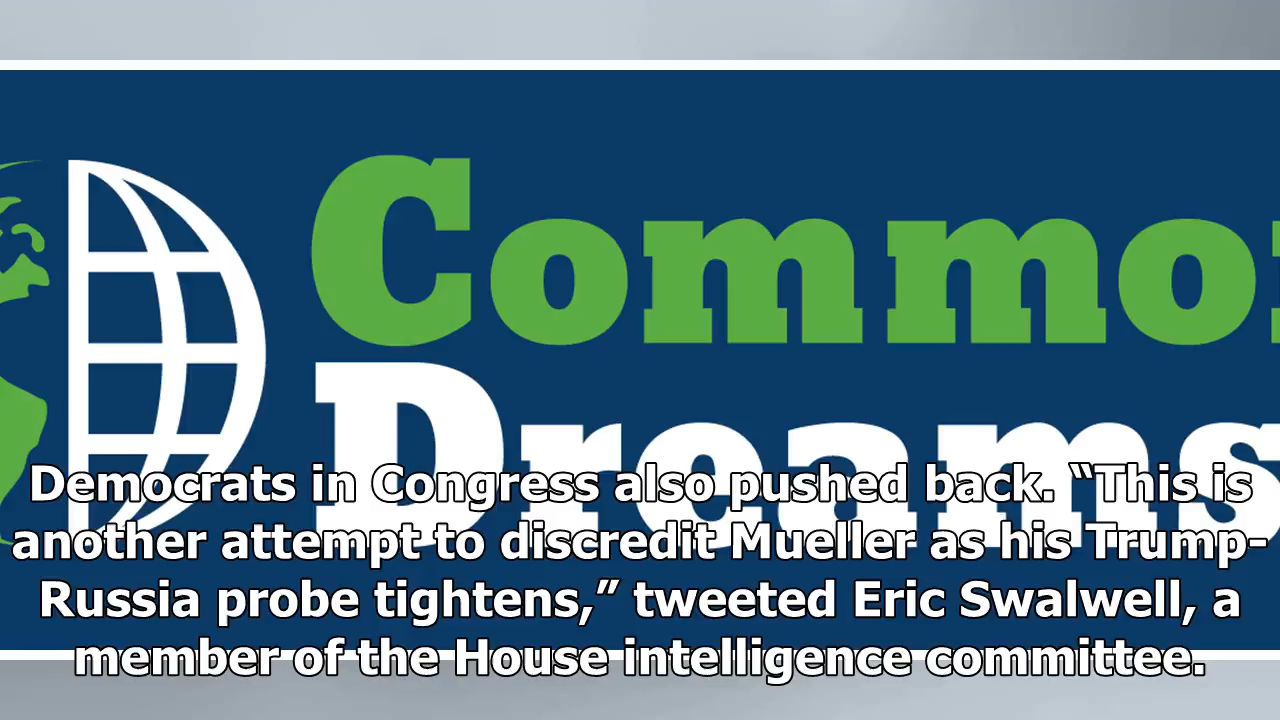 Commo
Dreams
Democrats in Congress also pushed back. “This is
another attempt to discredit Mueller as his Trump-
Russia probe tightens,” tweeted Eric Swalwell, a
member of the House intelligence committee.